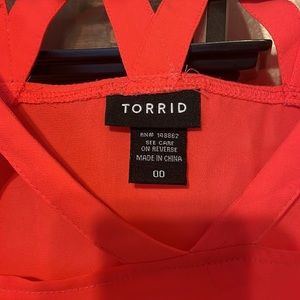 TORRID
RN# 148862
SEE CARE
ON REVERSE
MADE IN CHINA
00